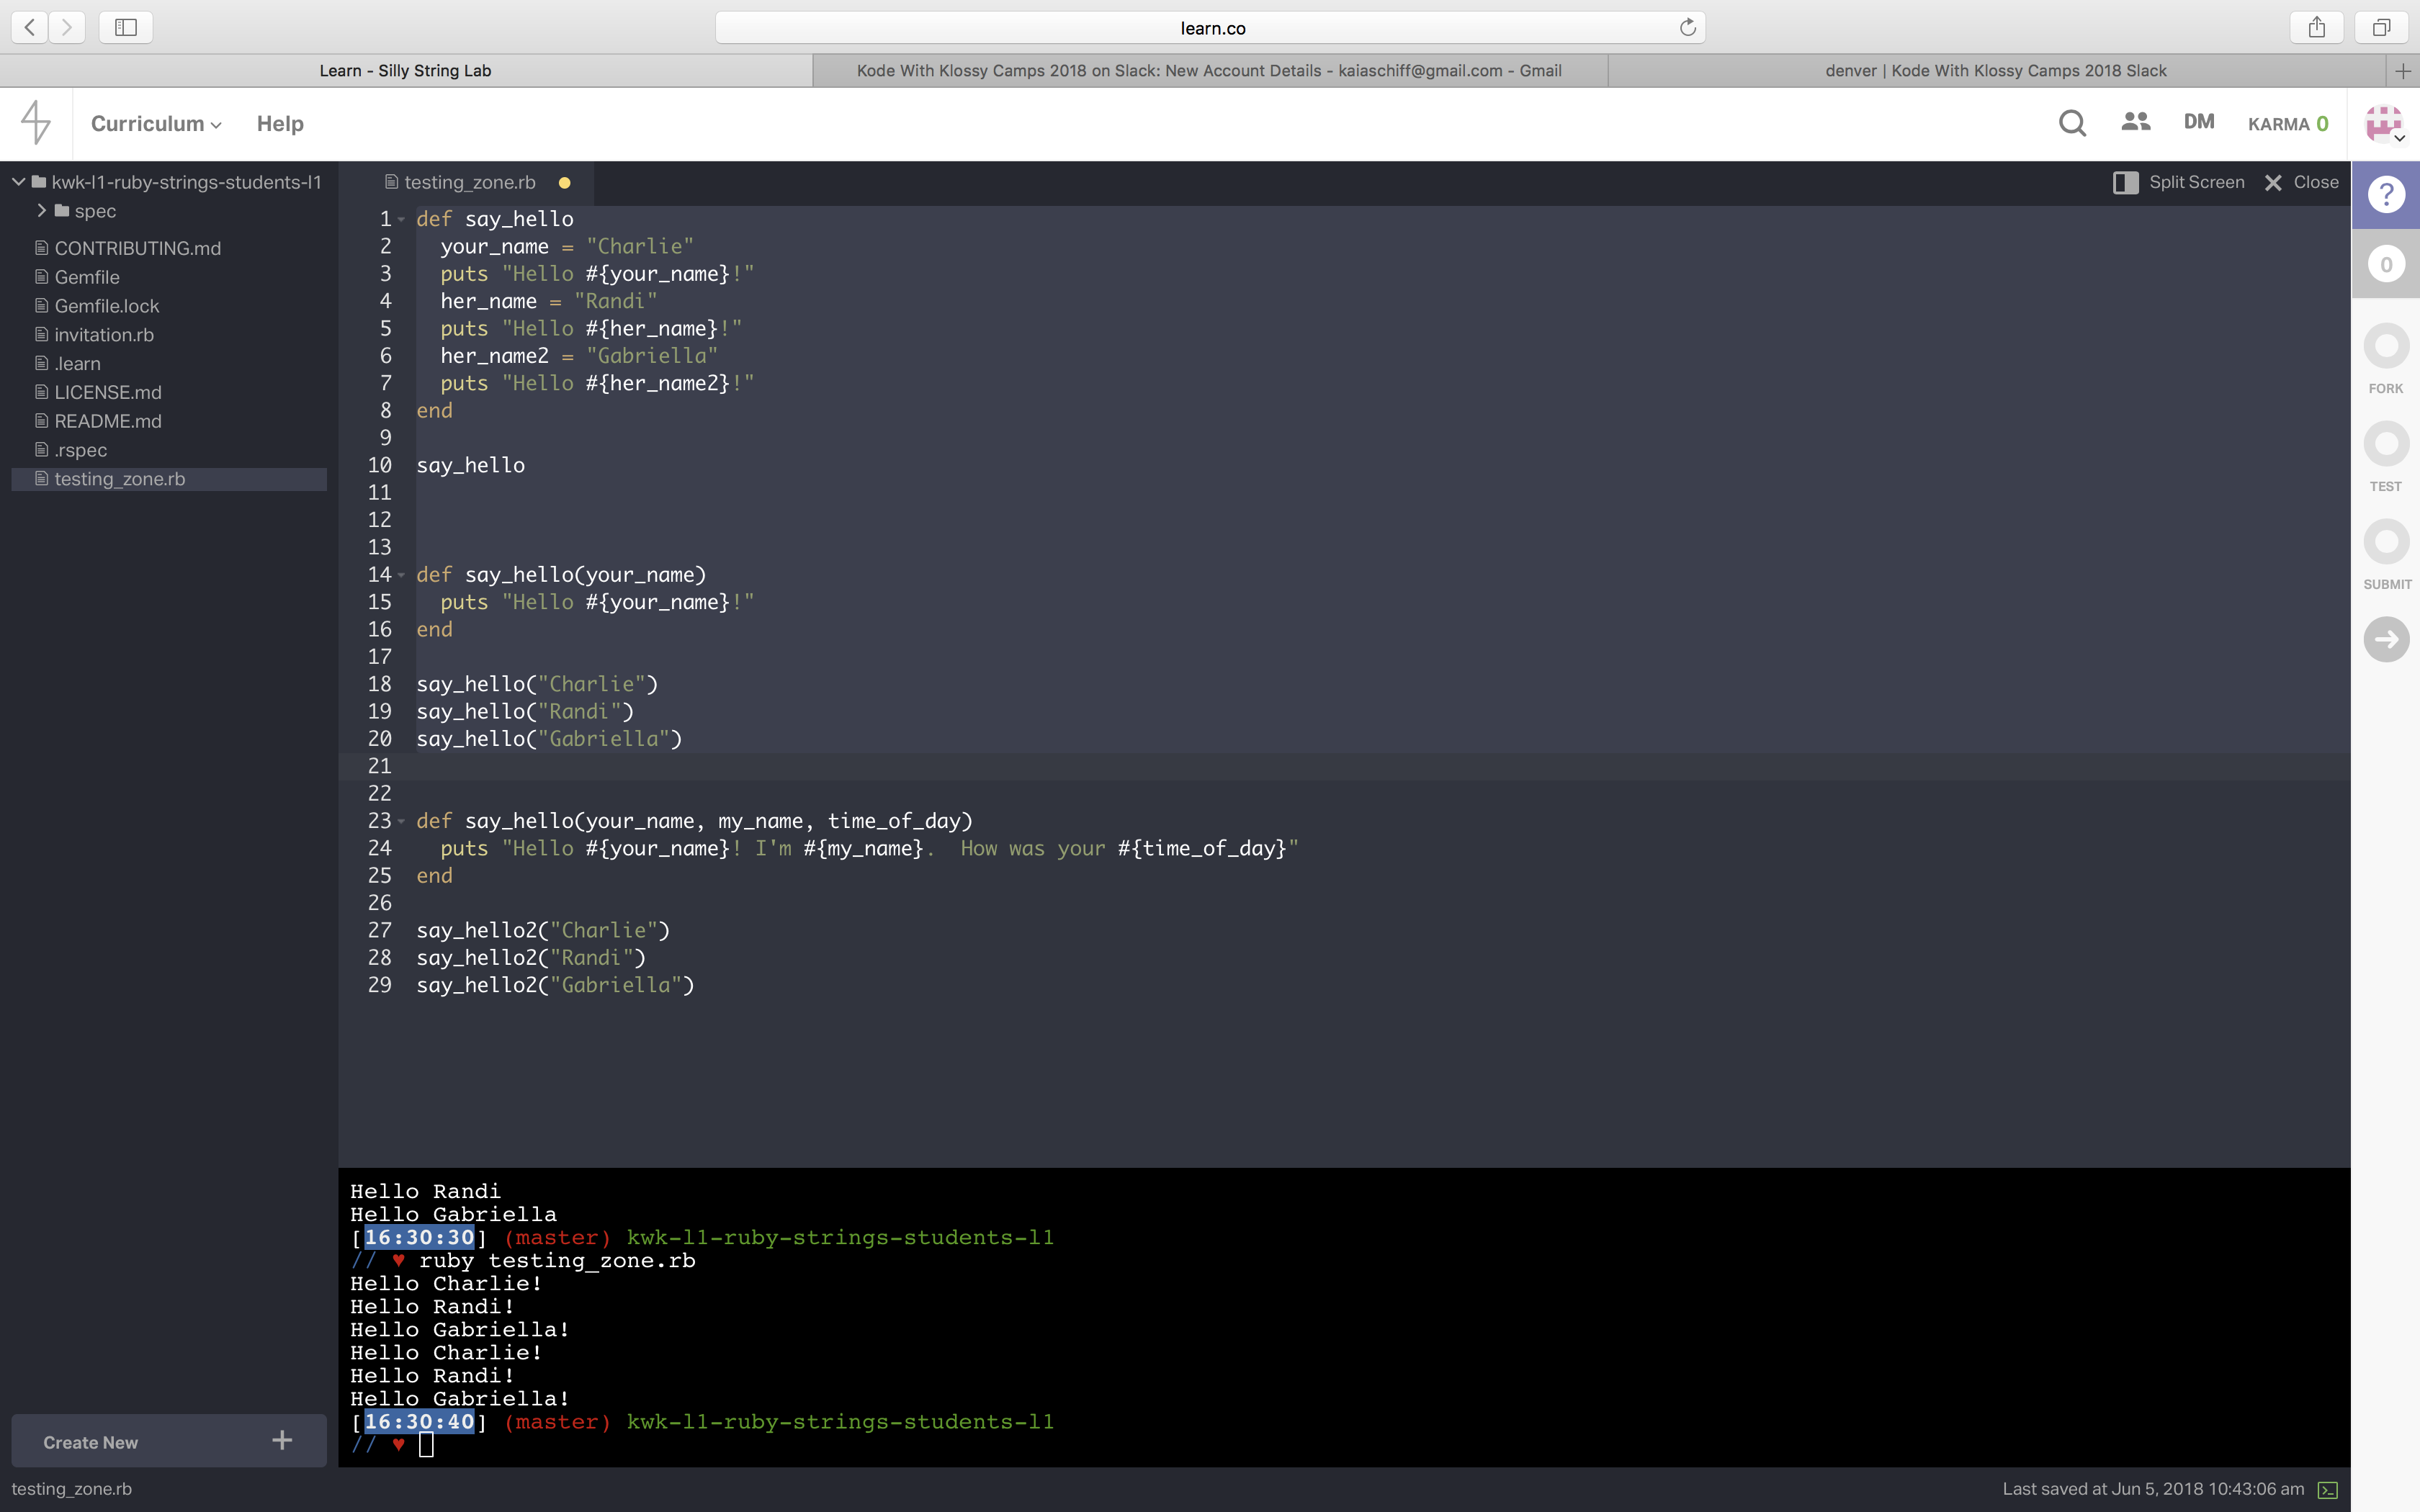 learn.co
Learn - Silly String Lab
Kode With Klossy Camps 2018 on Slack: New Account Details - kaiaschiff@gmail.com - Gmail
denver | Kode With Klossy Camps 2018 Slack
Curriculum
Help
DM
KARMA 0
kwk-l1-ruby-strings-students-l1
spec
CONTRIBUTING.md
Gemfile
Gemfile.lock
invitation.rb
.learn
LICENSE.md
README.md
.rspec
testing_zone.rb
Create New
testing_zone.rb
testing_zone.rb
Split Screen
Close
1 def say_hello
2   your_name = "Charlie"
3   puts "Hello #{your_name}!"
4   her_name = "Randi"
5   puts "Hello #{her_name}!"
6   her_name2 = "Gabriella"
7   puts "Hello #{her_name2}!"
8 end
9
10 say_hello
11
12
13
14 def say_hello(your_name)
15   puts "Hello #{your_name}!"
16 end
17
18 say_hello("Charlie")
19 say_hello("Randi")
20 say_hello("Gabriella")
21
22
23 def say_hello(your_name, my_name, time_of_day)
24   puts "Hello #{your_name}! I'm #{my_name}.  How was your #{time_of_day}"
25 end
26
27 say_hello2("Charlie")
28 say_hello2("Randi")
29 say_hello2("Gabriella")
Hello Randi
Hello Gabriella
[16:30:30] (master) kwk-l1-ruby-strings-students-l1
// ♥ ruby testing_zone.rb
Hello Charlie!
Hello Randi!
Hello Gabriella!
Hello Charlie!
Hello Randi!
Hello Gabriella!
[16:30:40] (master) kwk-l1-ruby-strings-students-l1
// ♥
Last saved at Jun 5, 2018 10:43:06 am
?
0
FORK
TEST
SUBMIT